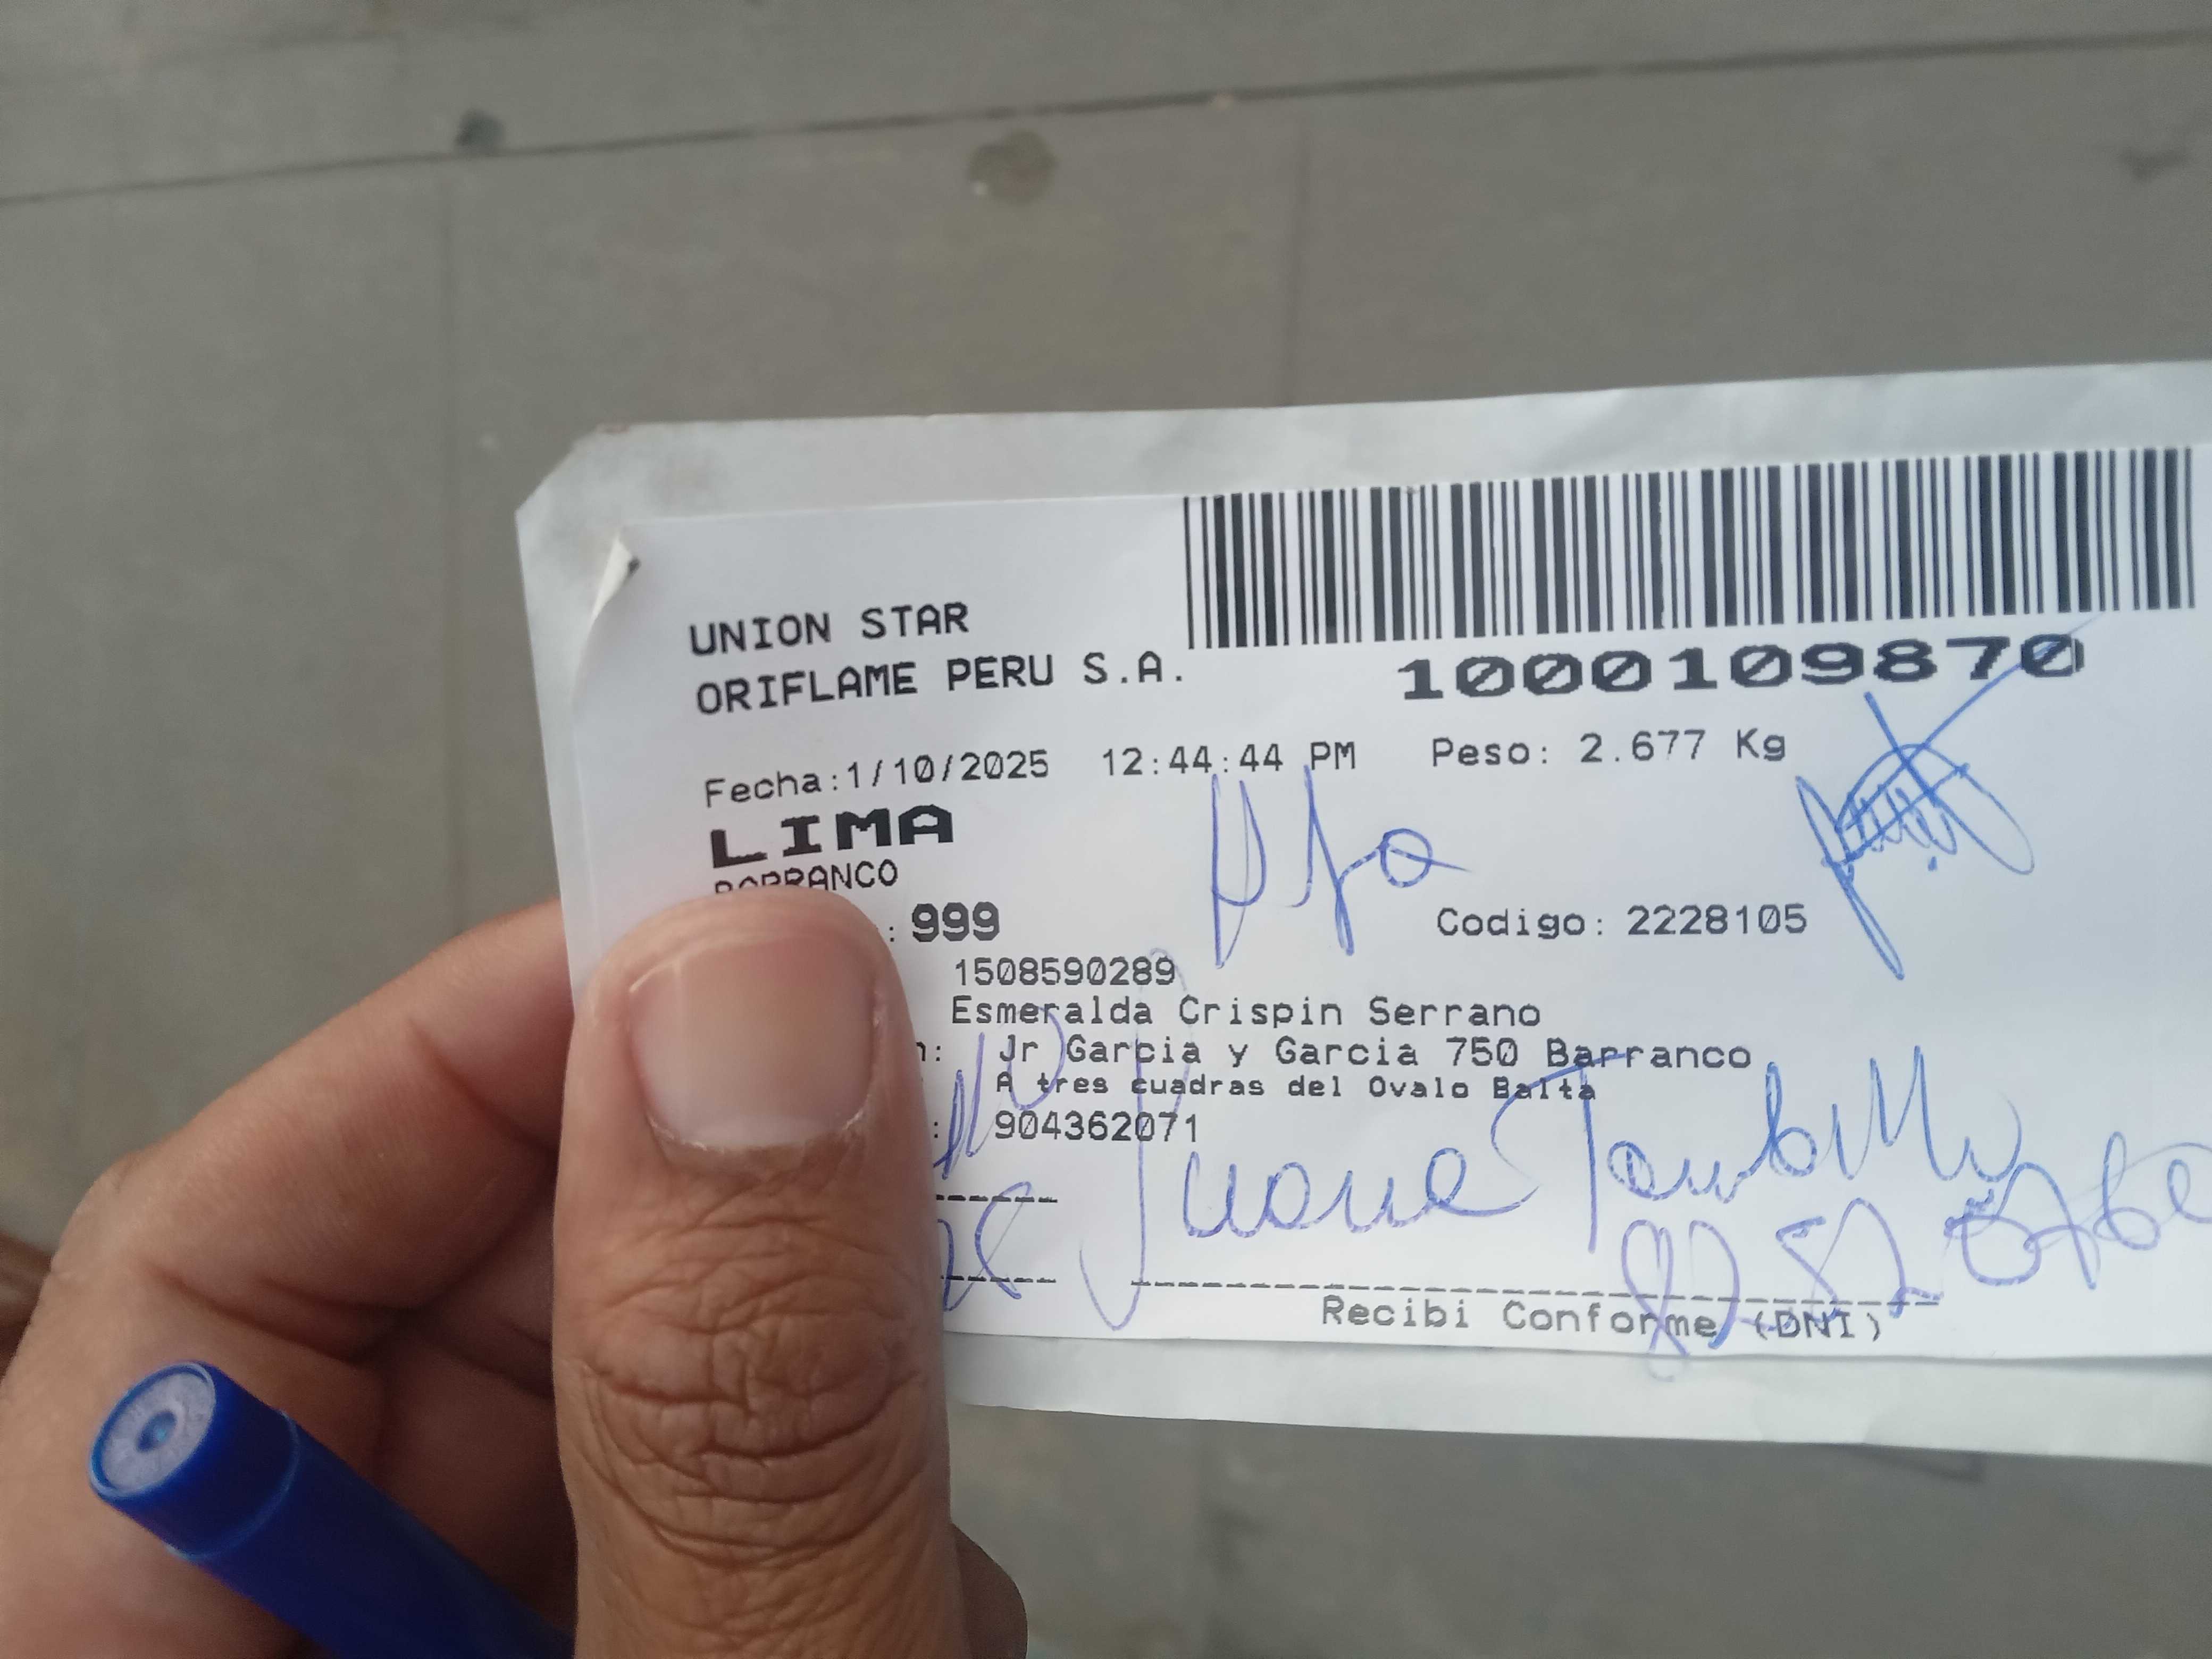 UNION STAR
ORIFLAME PERU S.A.
1000109870
Fecha:1/10/2025 12:44:44 PM Peso: 2.677 Kg
LIMA
BARRANCO
: 999
Codigo: 2228105
1508590289
Esmeralda Crispin Serrano
n: Jr Garcia y Garcia 750 Barranco
A tres cuadras del Ovalo Balta
: 904362071
Juana
Recibi Conforme (DNI)